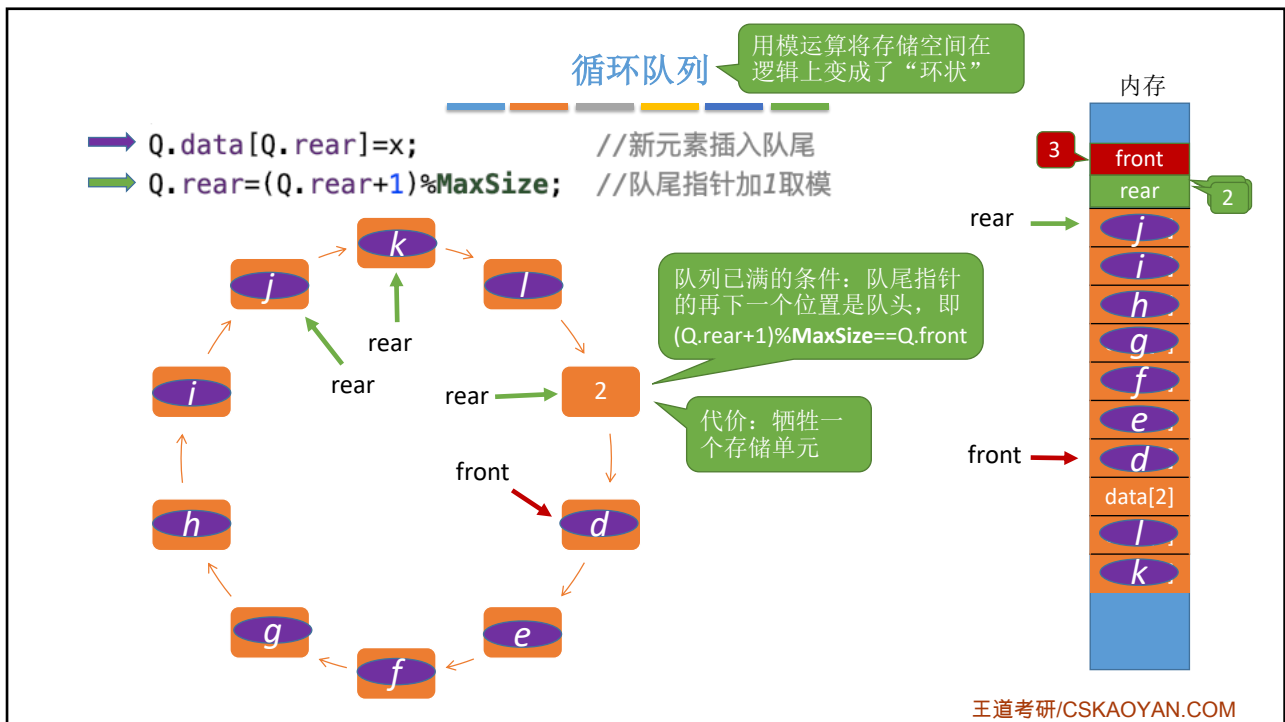 循环队列
用模运算将存储空间在
逻辑上变成了“环状”
Q.data[Q.rear]=x; //新元素插入队尾
Q.rear=(Q.rear+1)%MaxSize; //队尾指针加1取模
k
j
l
rear
rear
i
rear
2
队列已满的条件：队尾指针
的再下一个位置是队头，即
(Q.rear+1)%MaxSize==Q.front
代价：牺牲一
个存储单元
front
h
d
g
e
f
内存
3
front
rear
2
rear
j
i
h
g
f
e
front
d
data[2]
l
k
王道考研/CSKAOYAN.COM